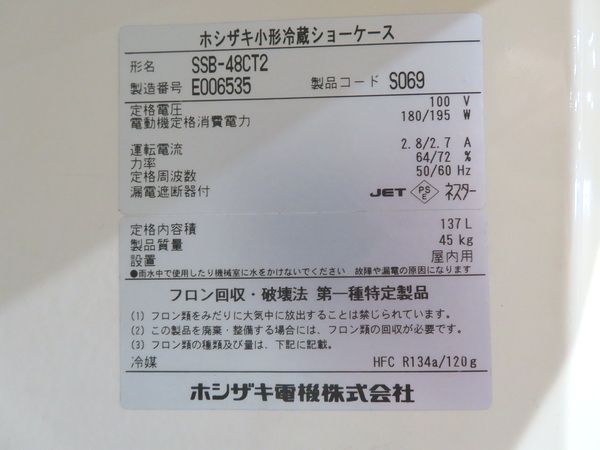 ホシザキ小形冷蔵ショーケース
形名 SSB-48CT2
製造番号 E006535 製品コード S069
定格電圧 100 V
電動機定格消費電力 180/195 W
運転電流 2.8/2.7 A
力率 64/72 %
定格周波数 50/60 Hz
漏電遮断器付 JET PSE ネスター
定格内容積 137 L
製品質量 45 kg
設置 屋内用
●雨水中で使用したり機械室に水をかけないでください 故障や漏電の原因になります
フロン回収・破壊法 第一種特定製品
(1) フロン類をみだりに大気中に放出することは禁じられています。
(2) この製品を廃棄・整備する場合には、フロン類の回収が必要です。
(3) フロン類の種類及び量は、下記に記載。
冷媒 HFC R134a/120g
ホシザキ電機株式会社